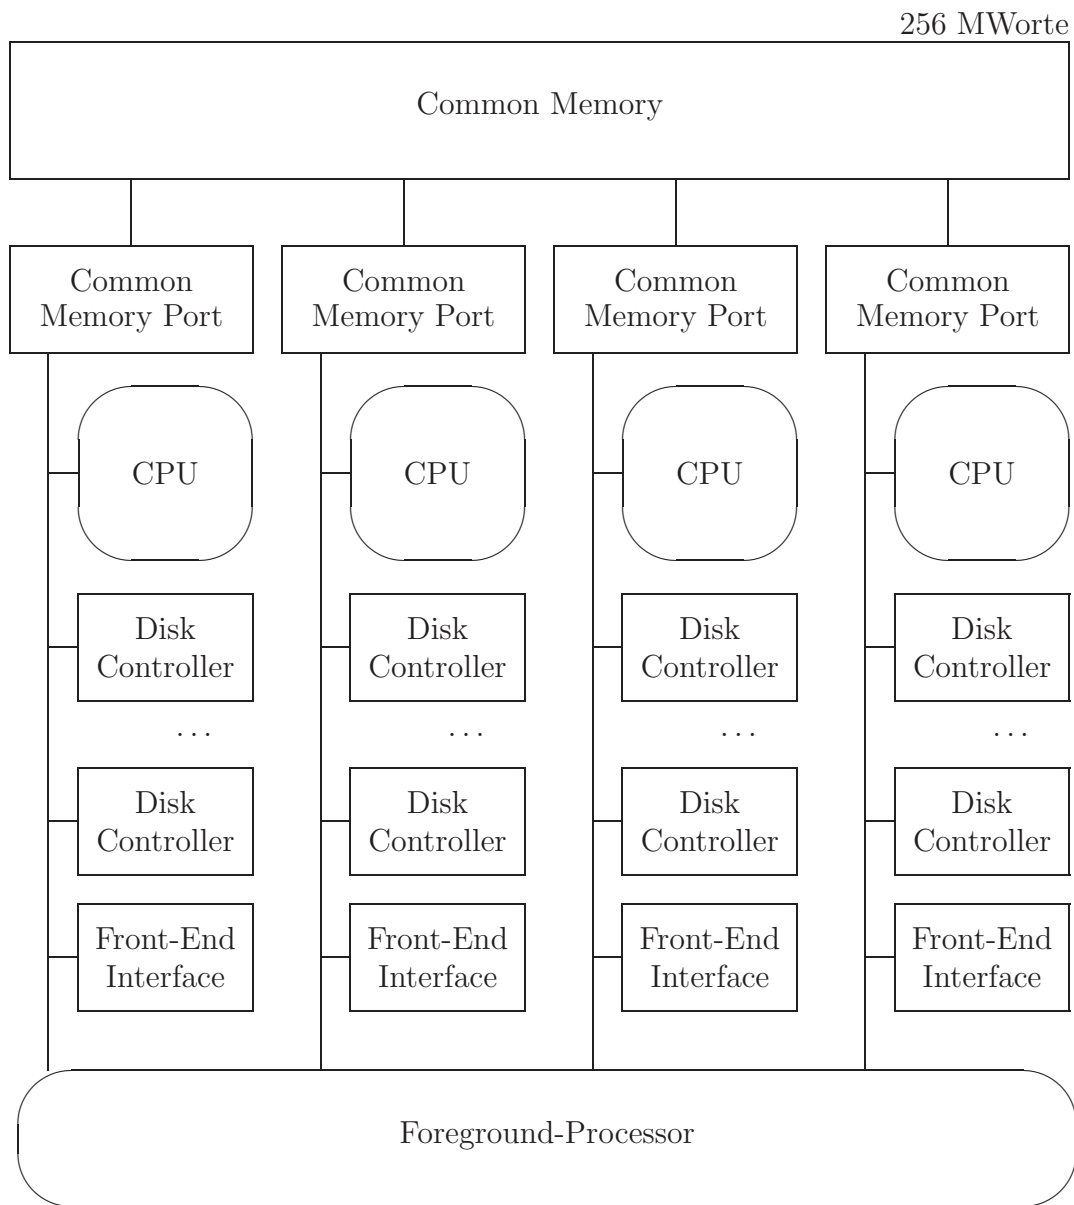 256 MWorte
Common Memory
Common
Memory Port
Common
Memory Port
Common
Memory Port
Common
Memory Port
CPU
CPU
CPU
CPU
Disk
Controller
Disk
Controller
Disk
Controller
Disk
Controller
...
...
...
...
Disk
Controller
Disk
Controller
Disk
Controller
Disk
Controller
Front-End
Interface
Front-End
Interface
Front-End
Interface
Front-End
Interface
Foreground-Processor